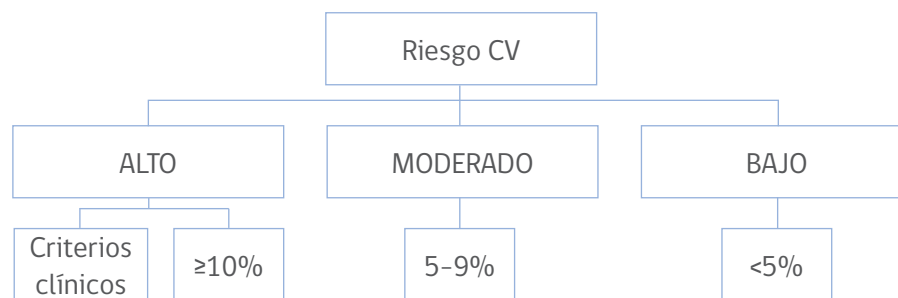 Riesgo CV
ALTO
MODERADO
BAJO
Criterios
clínicos
≥10%
5-9%
<5%